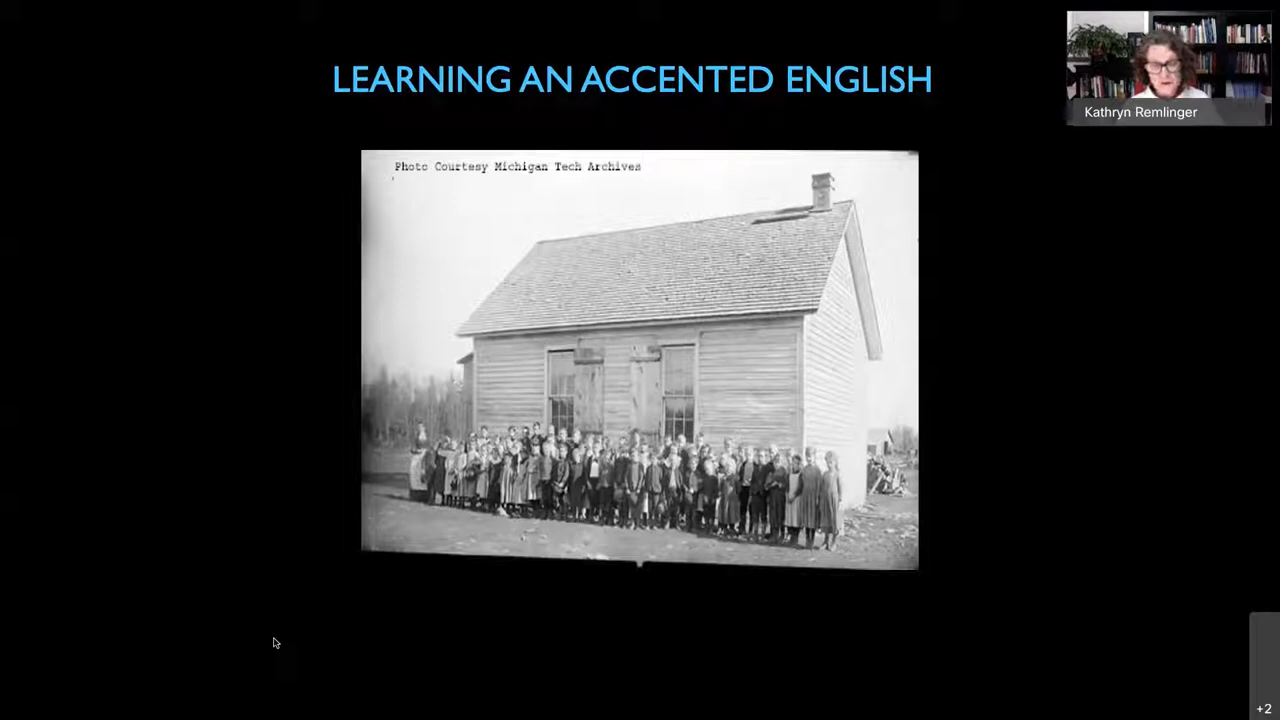 LEARNING AN ACCENTED ENGLISH
Kathryn Remlinger
Photo Courtesy Michigan Tech Archives
+2